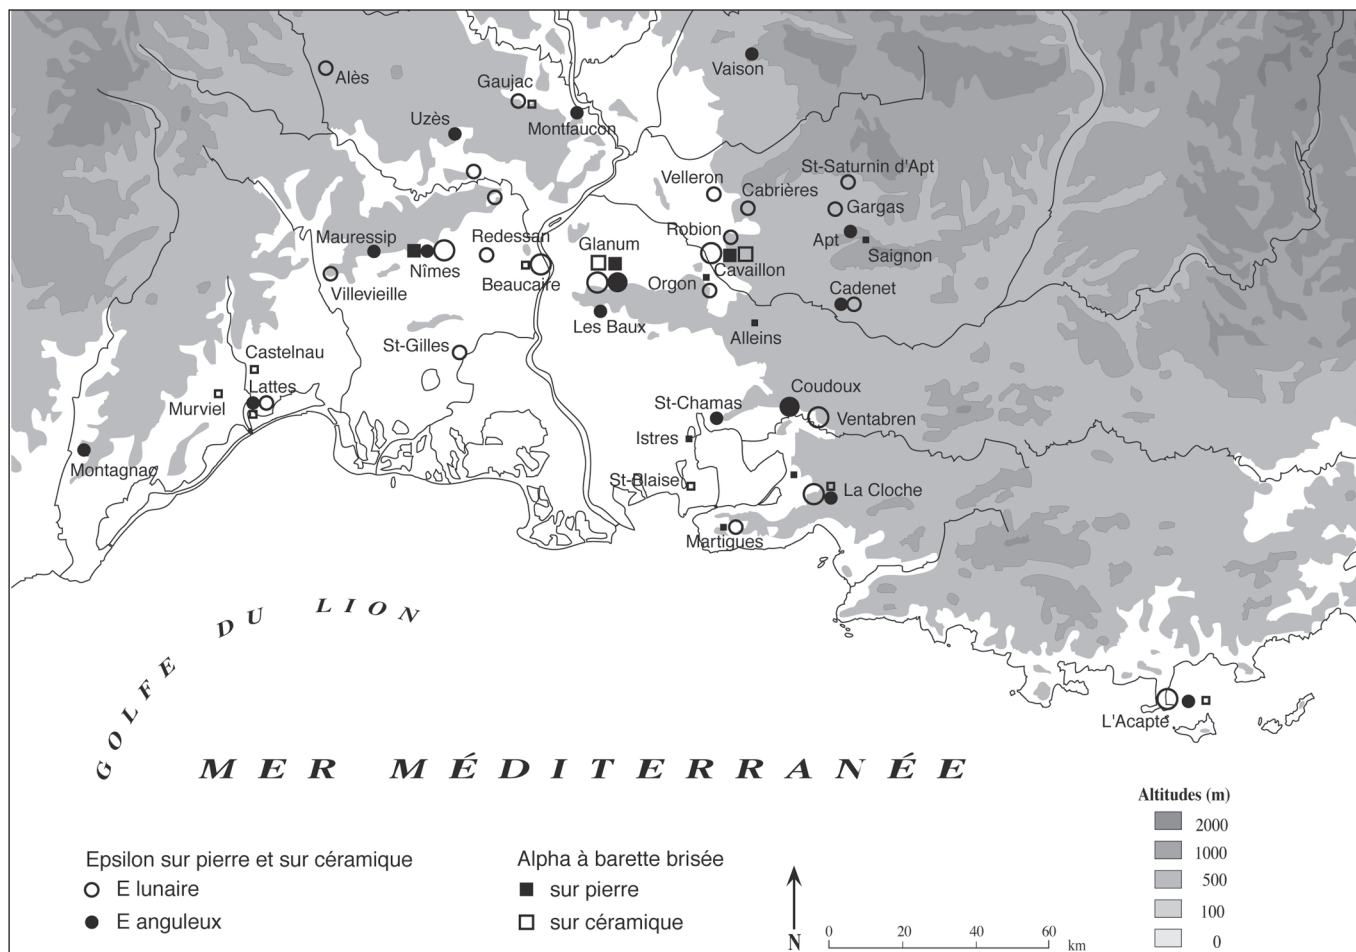 Vaison
Alès
Gaujac
Uzès
Montfaucon
St-Saturnin d'Apt
Velleron
Cabrières
Gargas
Robion
Mauressip
Redessan
Glanum
Apt
Saignon
Nîmes
Cavaillon
Villevieille
Beaucaire
Orgon
Cadenet
Les Baux
Alleins
St-Gilles
Castelnau
Lattes
Coudoux
Murviel
St-Chamas
Ventabren
Istres
Montagnac
St-Blaise
La Cloche
Martigues
L'Acapte
GOLFE DU LION
MER MÉDITERRANÉE
Altitudes (m)
2000
1000
500
100
0
Epsilon sur pierre et sur céramique
E lunaire
E anguleux
Alpha à barette brisée
sur pierre
sur céramique
N
0 20 40 60
km